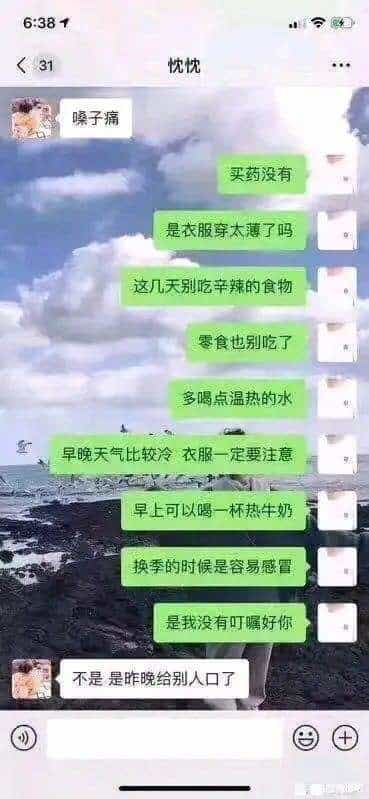 6:38
31
忱忱
嗓子痛
买药没有
是衣服穿太薄了吗
这几天别吃辛辣的食物
零食也别吃了
多喝点温热的水
早晚天气比较冷 衣服一定要注意
早上可以喝一杯热牛奶
换季的时候是容易感冒
是我没有叮嘱好你
不是 是昨晚给别人口了